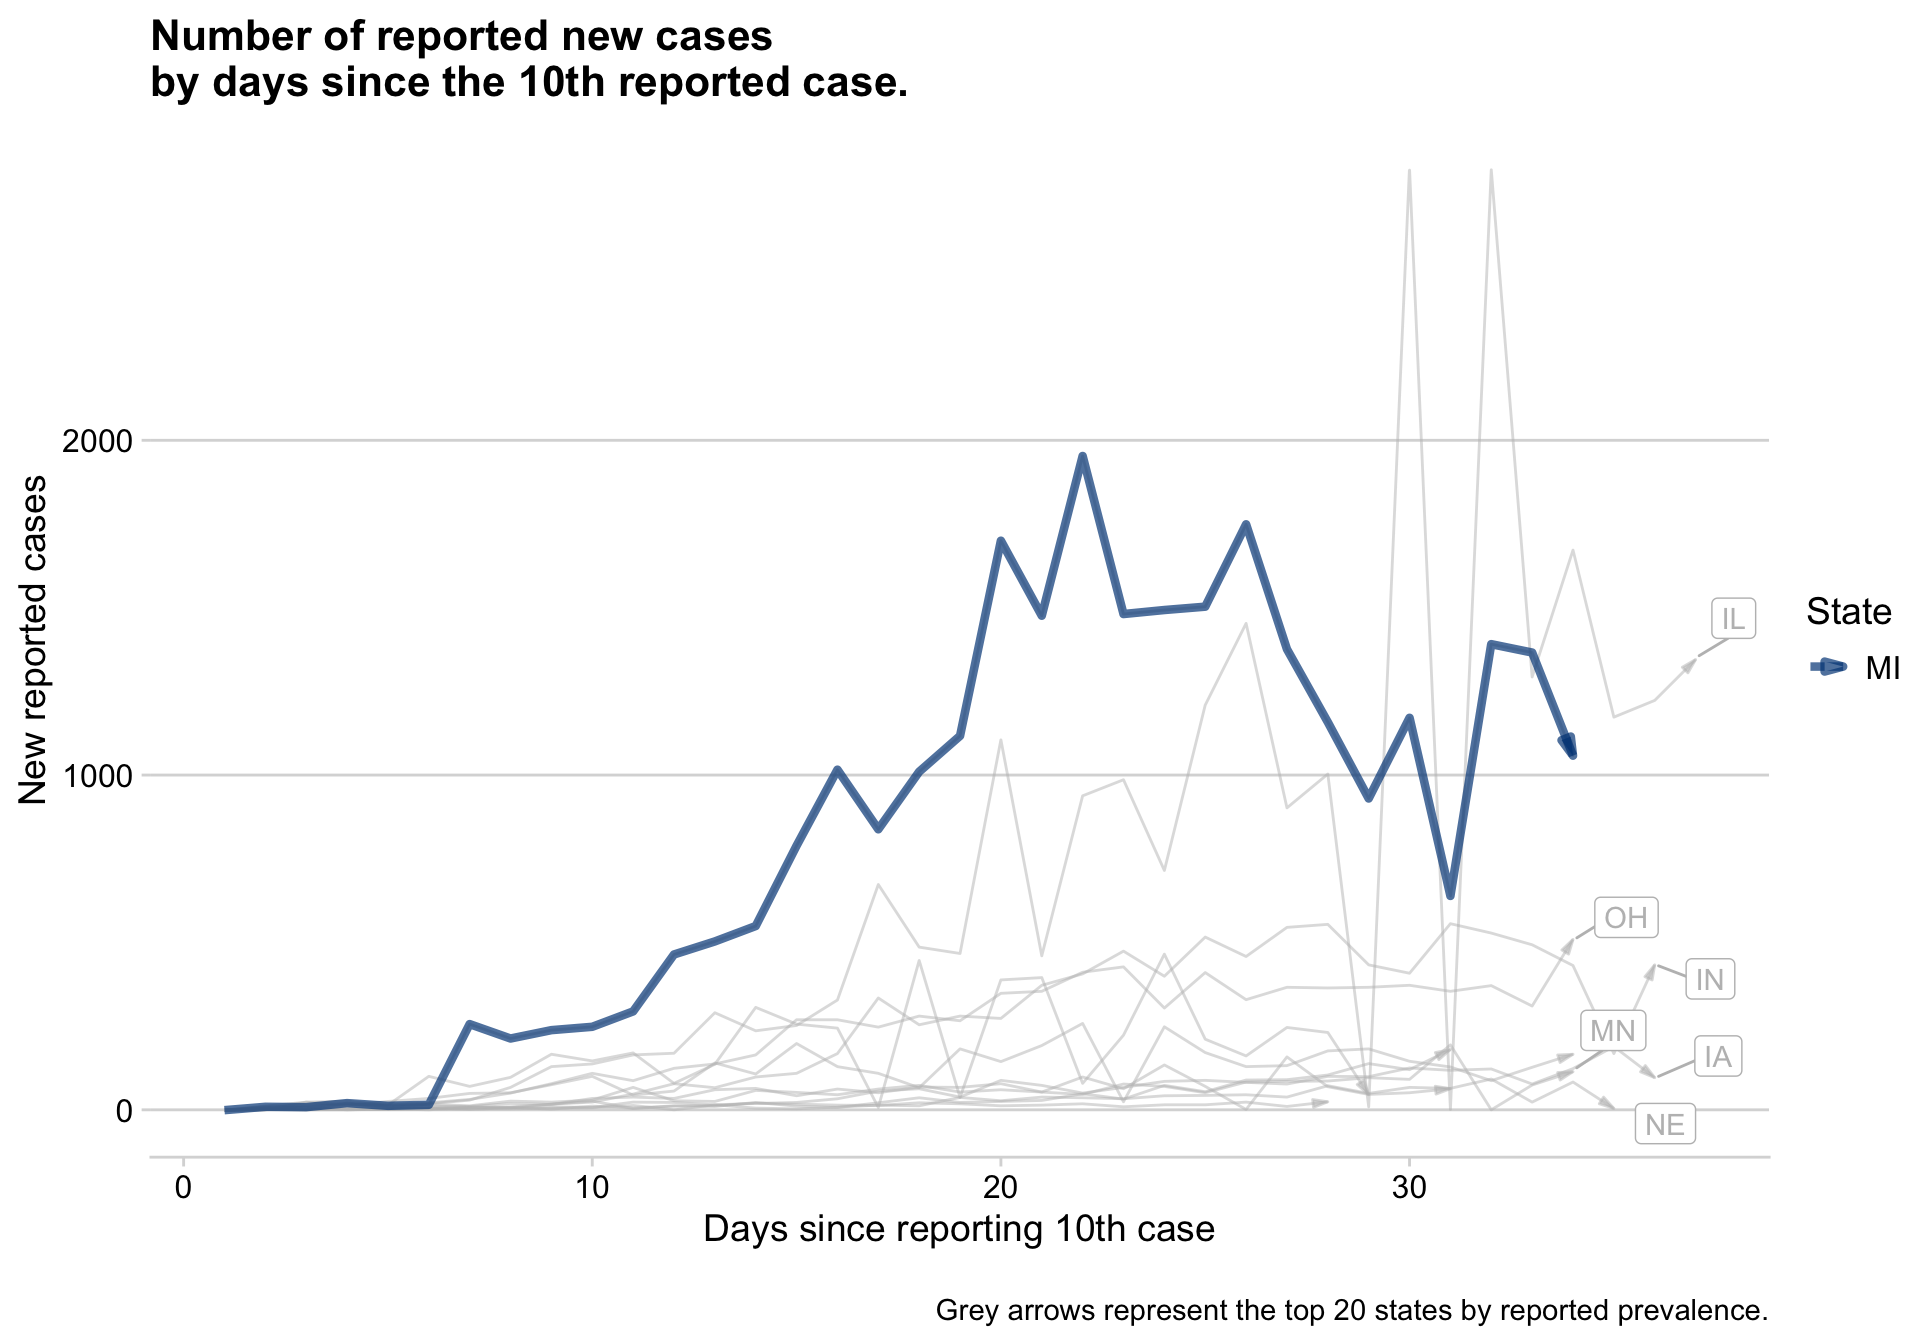 Number of reported new cases
by days since the 10th reported case.
2000
1000
0
New reported cases
IL
OH
IN
MN
IA
NE
State
MI
0 10 20 30
Days since reporting 10th case
Grey arrows represent the top 20 states by reported prevalence.